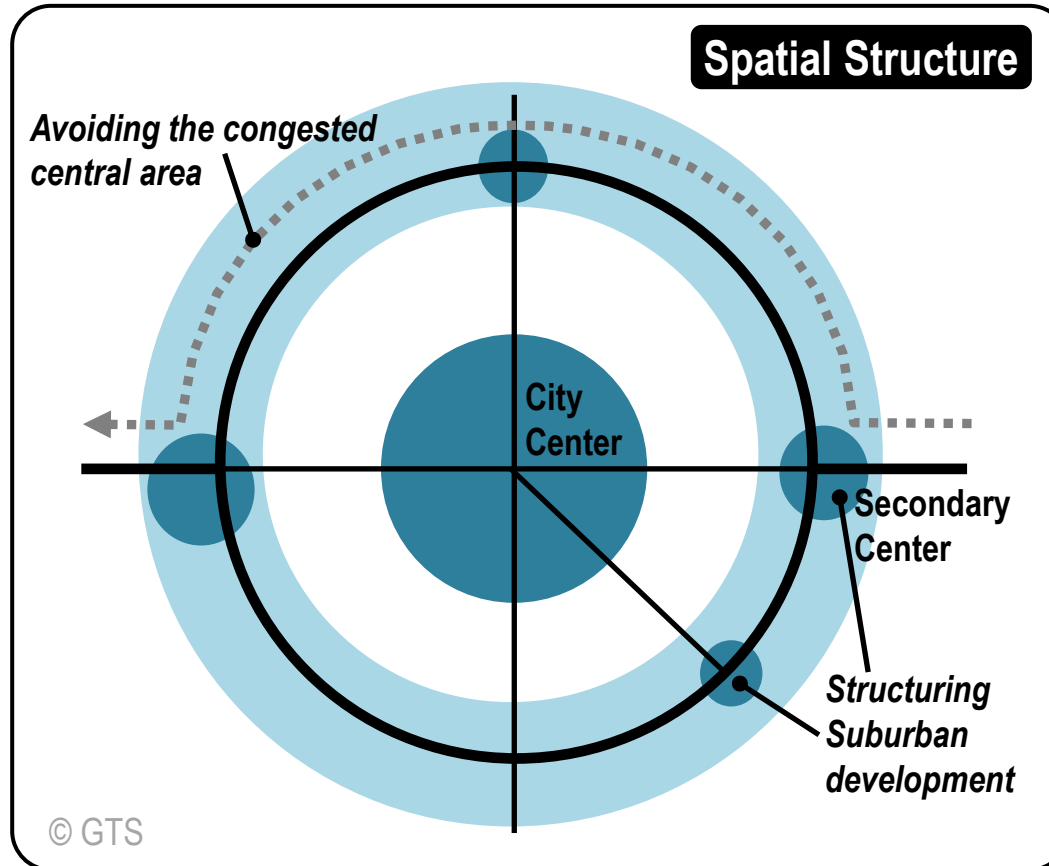 Spatial Structure
Avoiding the congested
central area
City
Center
Secondary
Center
Structuring
Suburban
development
© GTS